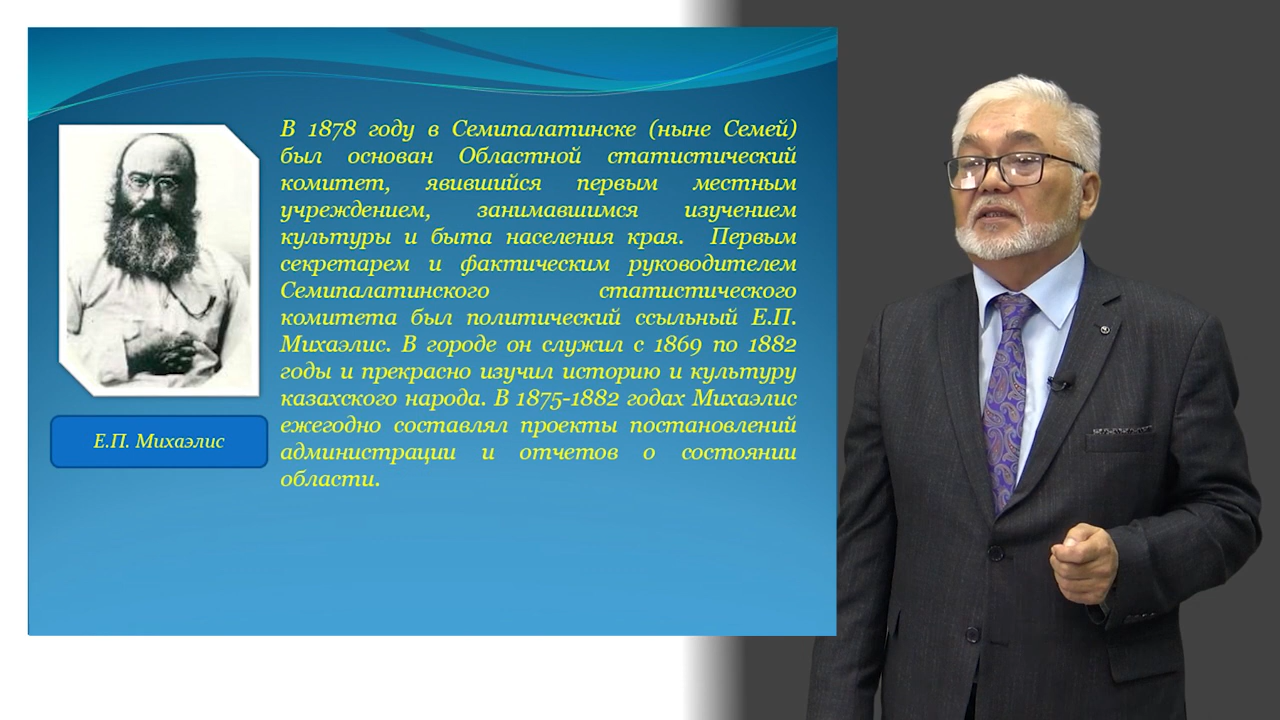 В 1878 году в Семипалатинске (ныне Семей)
был основан Областной статистический
комитет, явившийся первым местным
учреждением, занимавшимся изучением
культуры и быта населения края. Первым
секретарем и фактическим руководителем
Семипалатинского статистического
комитета был политический ссыльный Е.П.
Михаэлис. В городе он служил с 1869 по 1882
годы и прекрасно изучил историю и культуру
казахского народа. В 1875-1882 годах Михаэлис
ежегодно составлял проекты постановлений
администрации и отчетов о состоянии
области.
Е.П. Михаэлис